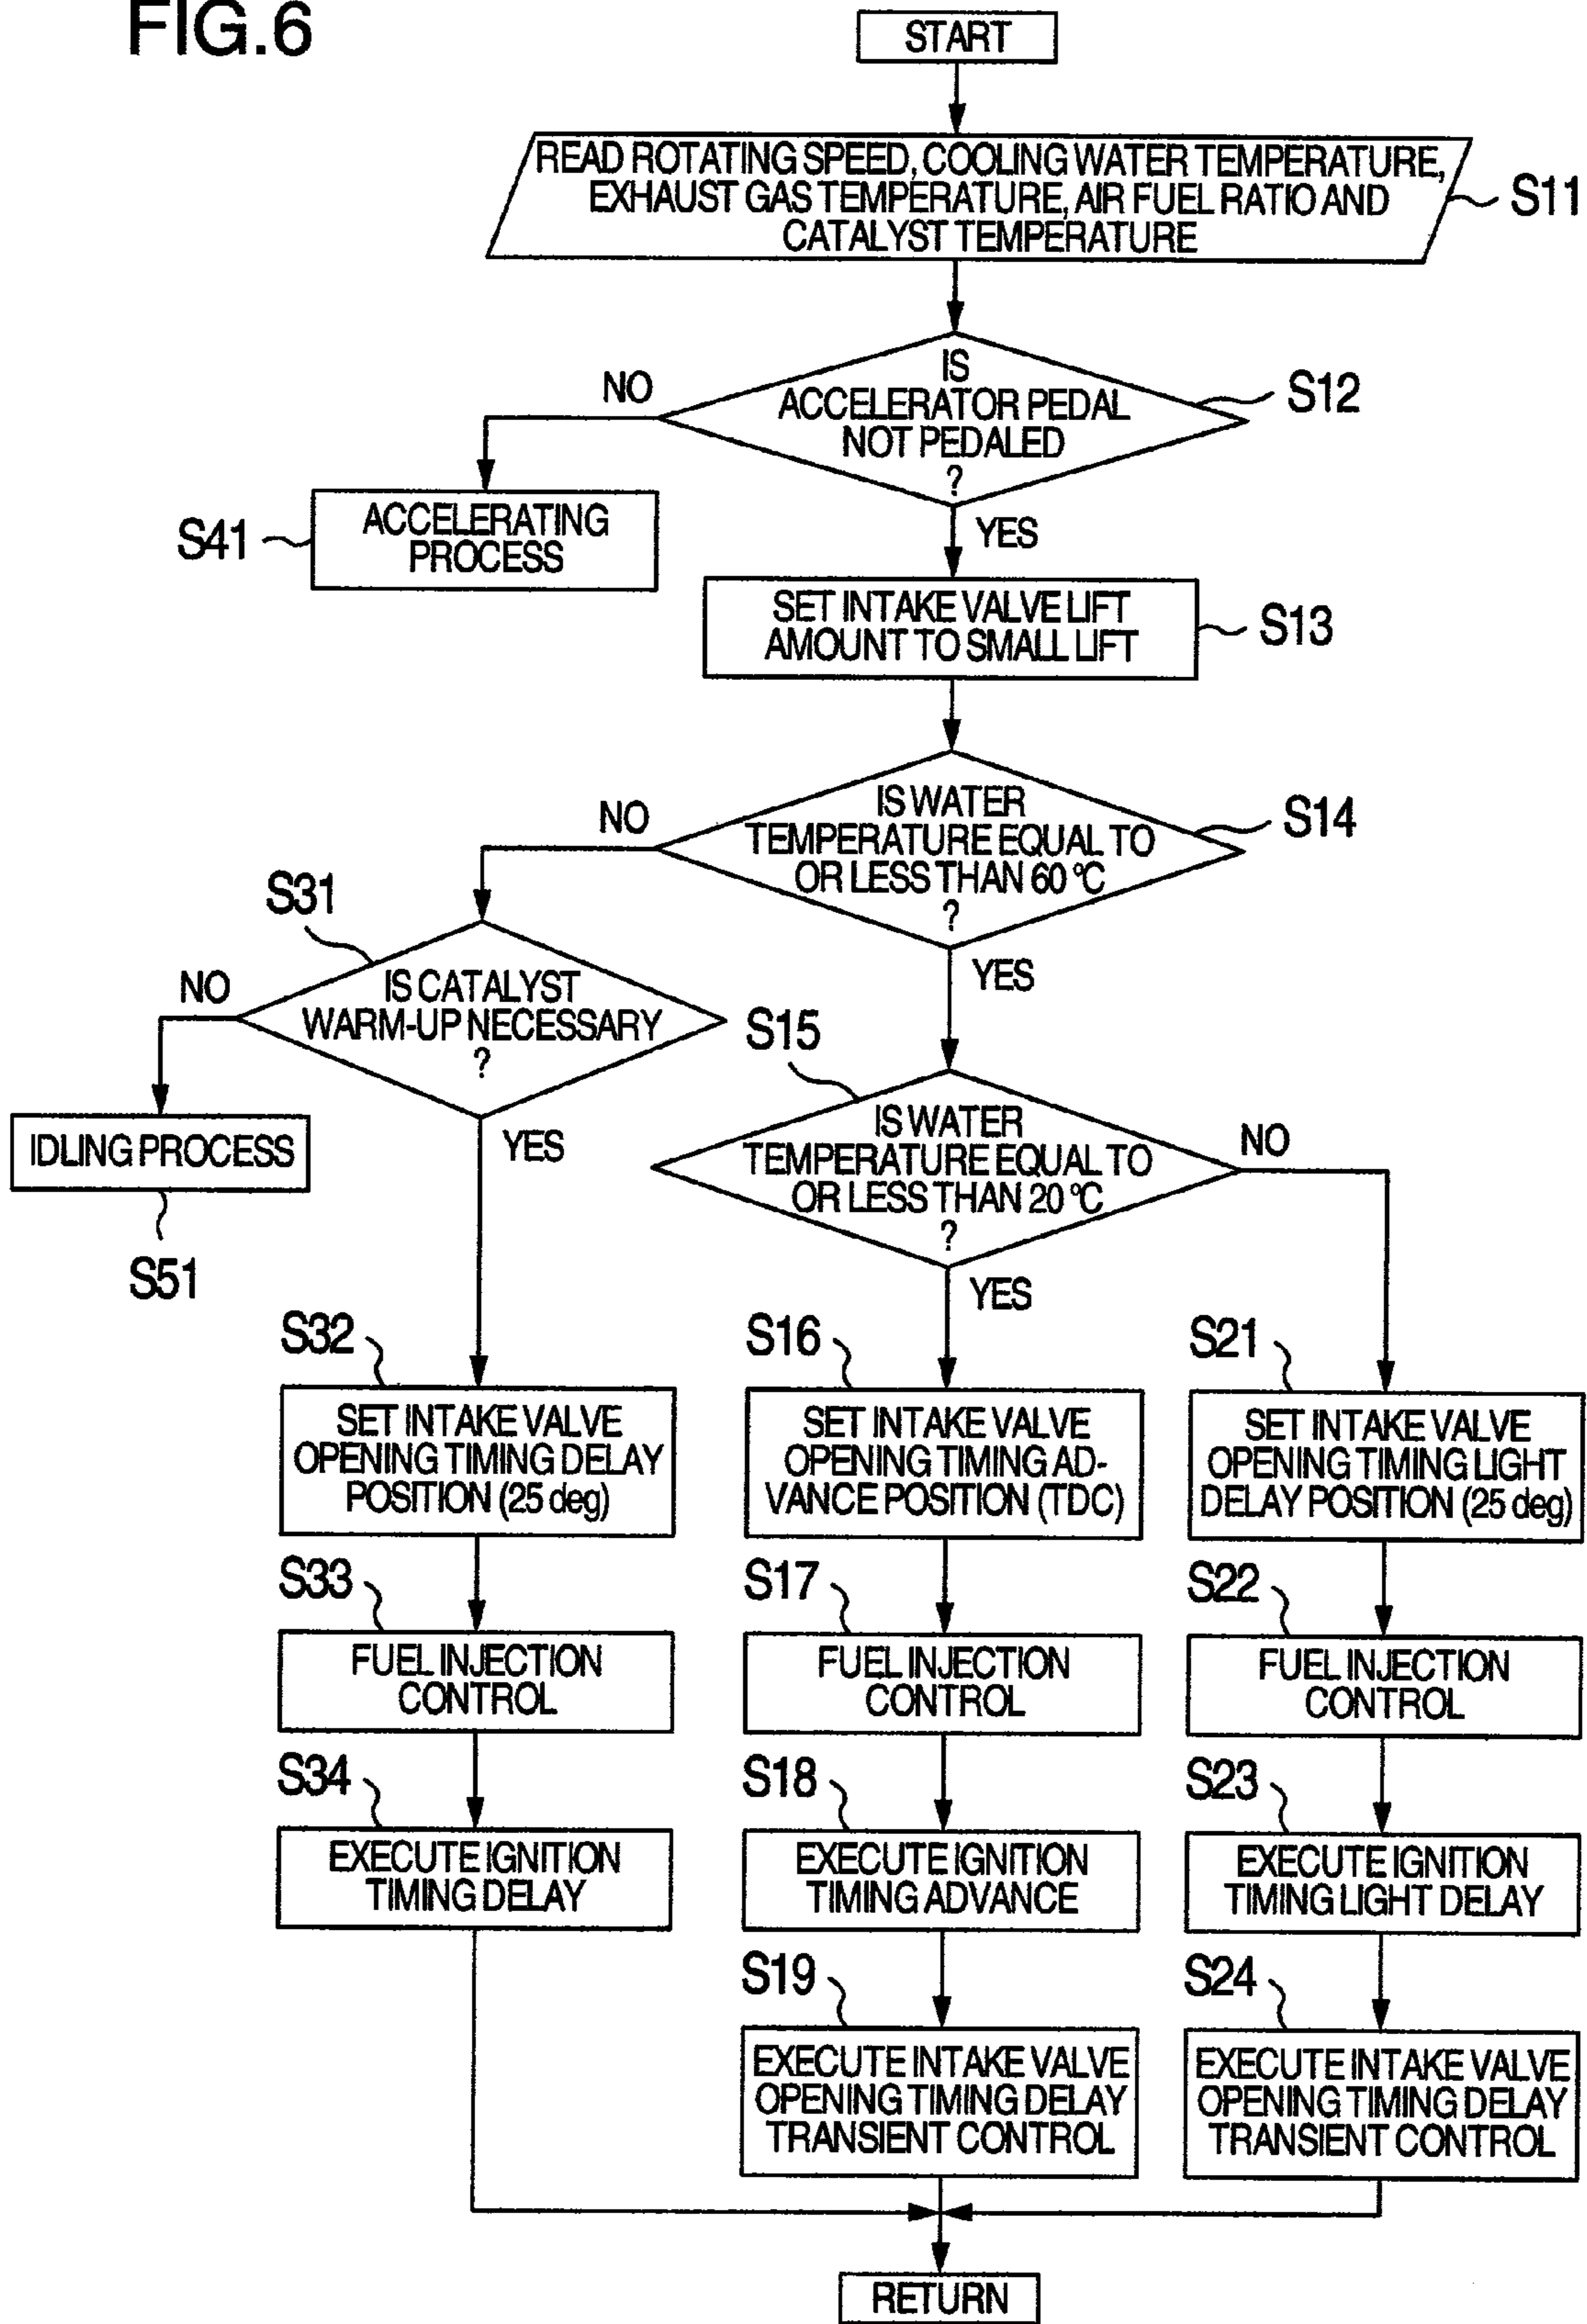 FIG.6
START
READ ROTATING SPEED, COOLING WATER TEMPERATURE,
EXHAUST GAS TEMPERATURE, AIR FUEL RATIO AND
CATALYST TEMPERATURE
S11
IS
ACCELERATOR PEDAL
NOT PEDALED
?
S12
NO
YES
S41
ACCELERATING
PROCESS
SET INTAKE VALVE LIFT
AMOUNT TO SMALL LIFT
S13
IS WATER
TEMPERATURE EQUAL TO
OR LESS THAN 60 °C
?
S14
NO
YES
S31
IS CATALYST
WARM-UP NECESSARY
?
NO
YES
IDLING PROCESS
S51
S15
IS WATER
TEMPERATURE EQUAL TO
OR LESS THAN 20 °C
?
NO
YES
S32
SET INTAKE VALVE
OPENING TIMING DELAY
POSITION (25 deg)
S33
FUEL INJECTION
CONTROL
S34
EXECUTE IGNITION
TIMING DELAY
S16
SET INTAKE VALVE
OPENING TIMING AD-
VANCE POSITION (TDC)
S17
FUEL INJECTION
CONTROL
S18
EXECUTE IGNITION
TIMING ADVANCE
S19
EXECUTE INTAKE VALVE
OPENING TIMING DELAY
TRANSIENT CONTROL
S21
SET INTAKE VALVE
OPENING TIMING LIGHT
DELAY POSITION (25 deg)
S22
FUEL INJECTION
CONTROL
S23
EXECUTE IGNITION
TIMING LIGHT DELAY
S24
EXECUTE INTAKE VALVE
OPENING TIMING DELAY
TRANSIENT CONTROL
RETURN